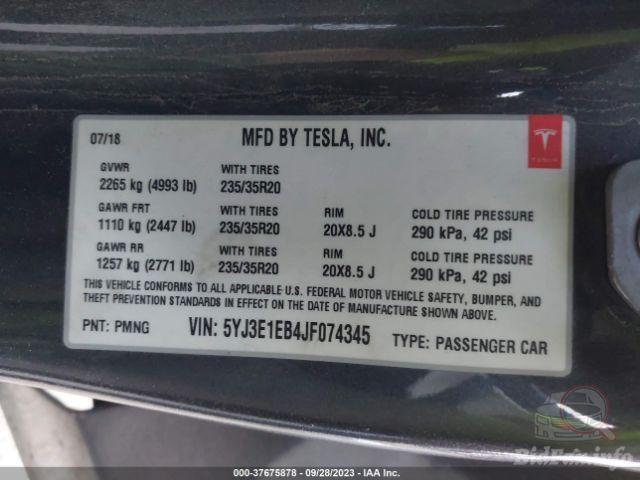 07/18 MFD BY TESLA, INC.
TESLA
GVWR WITH TIRES
2265 kg (4993 lb) 235/35R20
GAWR FRT WITH TIRES RIM COLD TIRE PRESSURE
1110 kg (2447 lb) 235/35R20 20X8.5 J 290 kPa, 42 psi
GAWR RR WITH TIRES RIM COLD TIRE PRESSURE
1257 kg (2771 lb) 235/35R20 20X8.5 J 290 kPa, 42 psi
THIS VEHICLE CONFORMS TO ALL APPLICABLE U.S. FEDERAL MOTOR VEHICLE SAFETY, BUMPER, AND
THEFT PREVENTION STANDARDS IN EFFECT ON THE DATE OF MANUFACTURE SHOWN ABOVE.
PNT: PMNG VIN: 5YJ3E1EB4JF074345 TYPE: PASSENGER CAR
BidFax.info
000-37675878 - 09/28/2023 - IAA Inc.